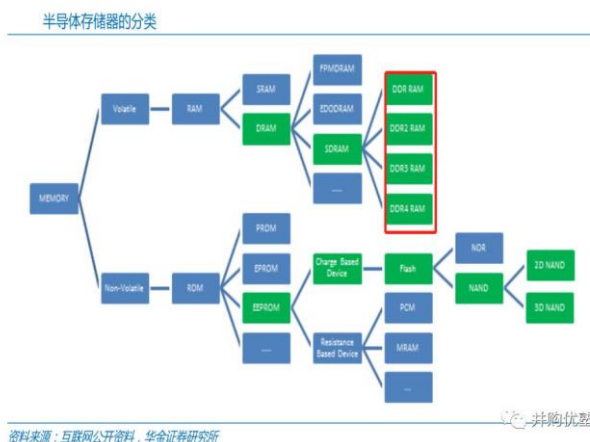 半导体存储器的分类
MEMORY
Volatile
RAM
SRAM
DRAM
FPMDRAM
EDODRAM
SDRAM
......
DDR RAM
DDR2 RAM
DDR3 RAM
DDR4 RAM
Non-Volatile
ROM
PROM
EPROM
EEPROM
......
Charge Based
Device
Flash
NOR
NAND
2D NAND
3D NAND
Resistance
Based Device
PCM
MRAM
....
资料来源：互联网公开资料，华金证券研究所
并购优塾